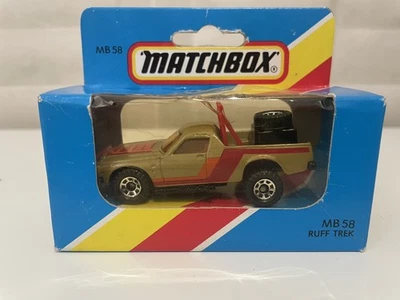 MB 58
MATCHBOX
MB 58
RUFF TREK